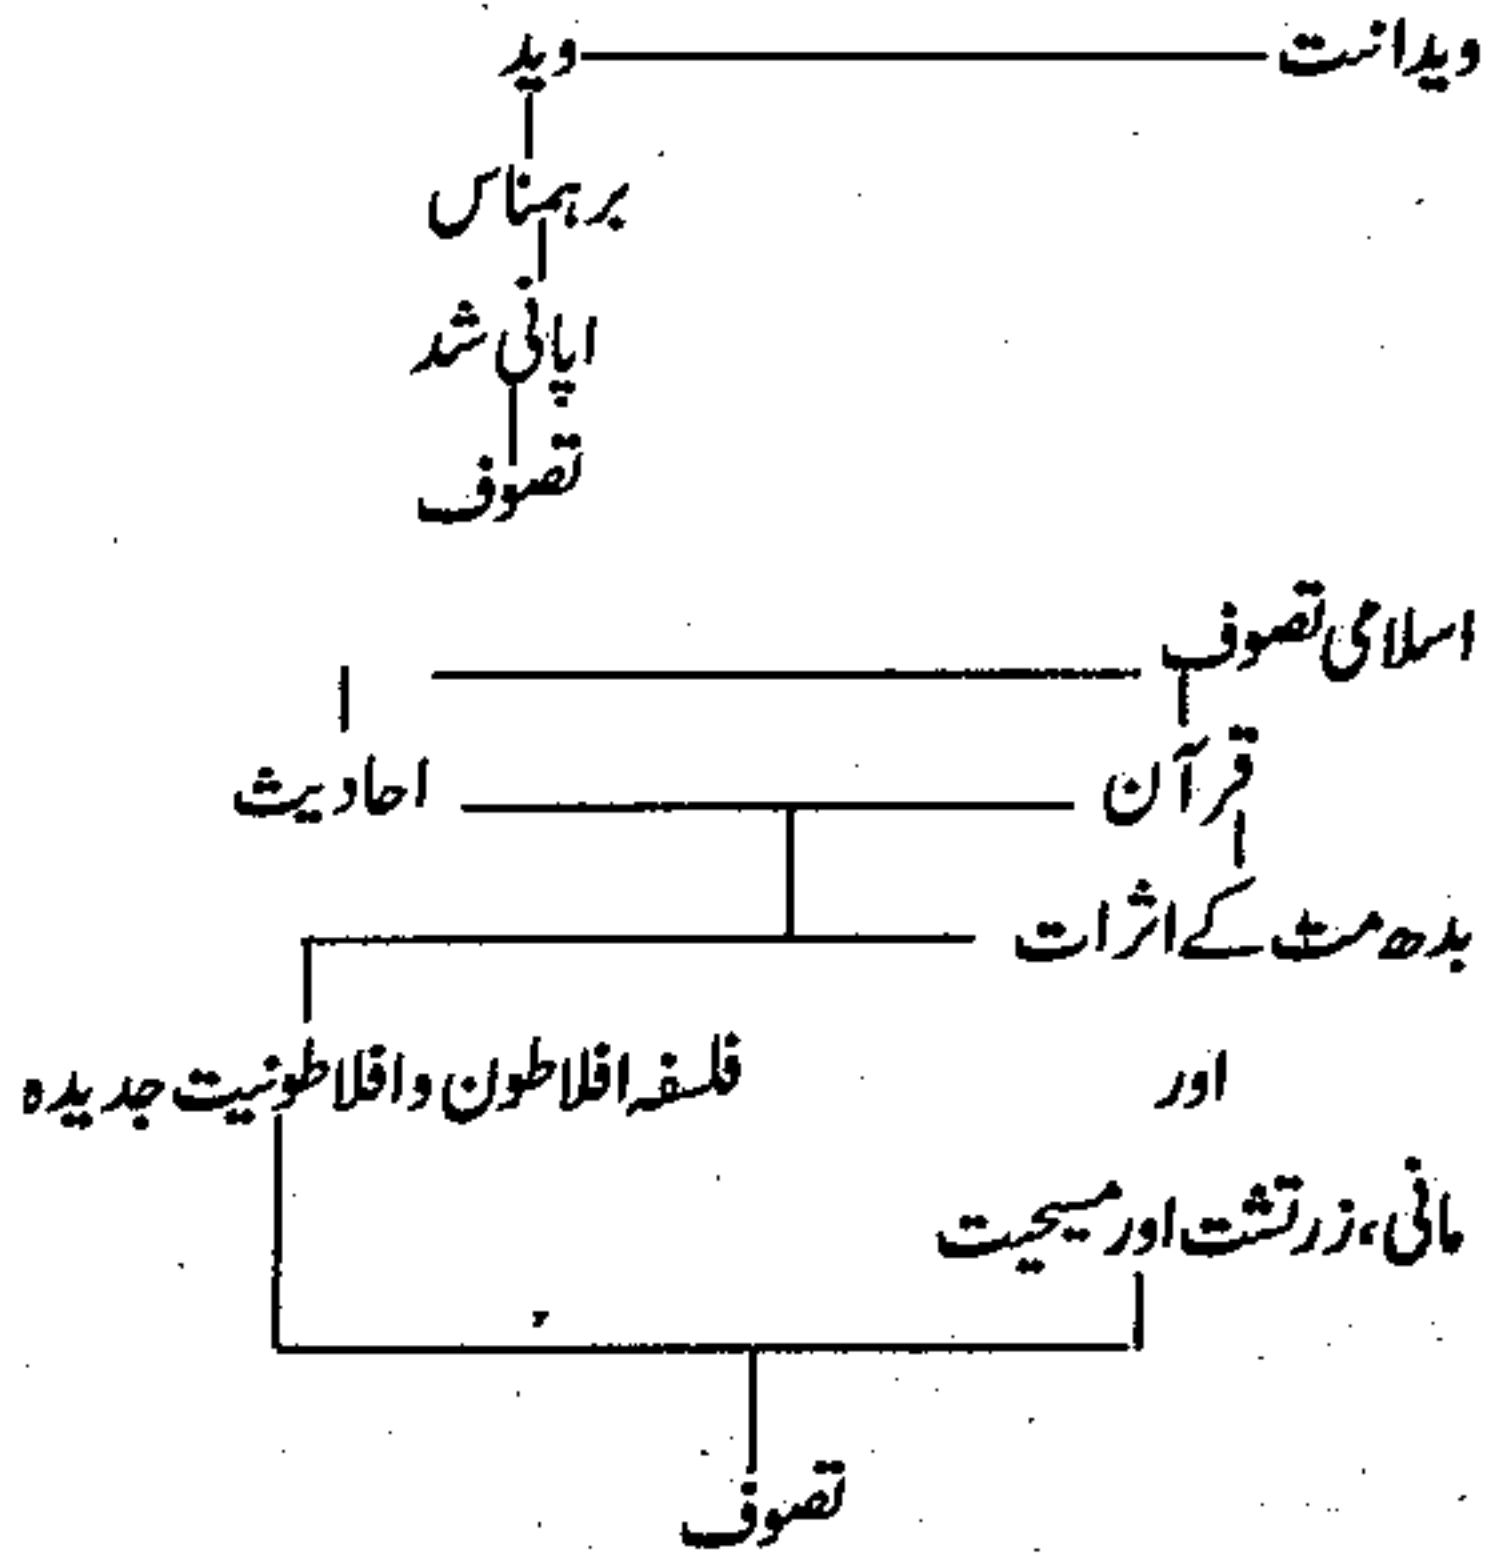 ویدانت وید
برہمناس
اپانی شد
تصوف
اسلامی تصوف
قرآن احادیث
بدھ مت کے اثرات
اور فلسفہ افلاطون و افلاطونیت جدیدہ
مانی، زرتشت اور مسیحیت
تصوف